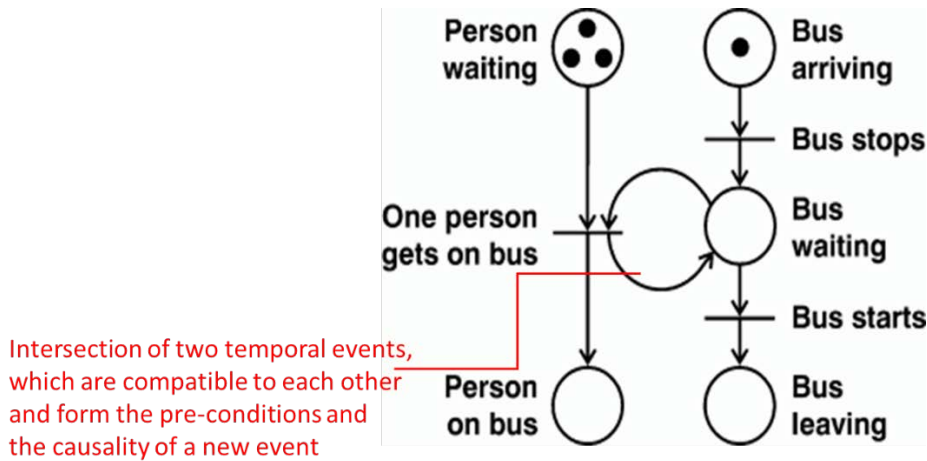 Person
waiting
Bus
arriving
Bus stops
One person
gets on bus
Bus
waiting
Bus starts
Intersection of two temporal events,
which are compatible to each other
and form the pre-conditions and
the causality of a new event
Person
on bus
Bus
leaving